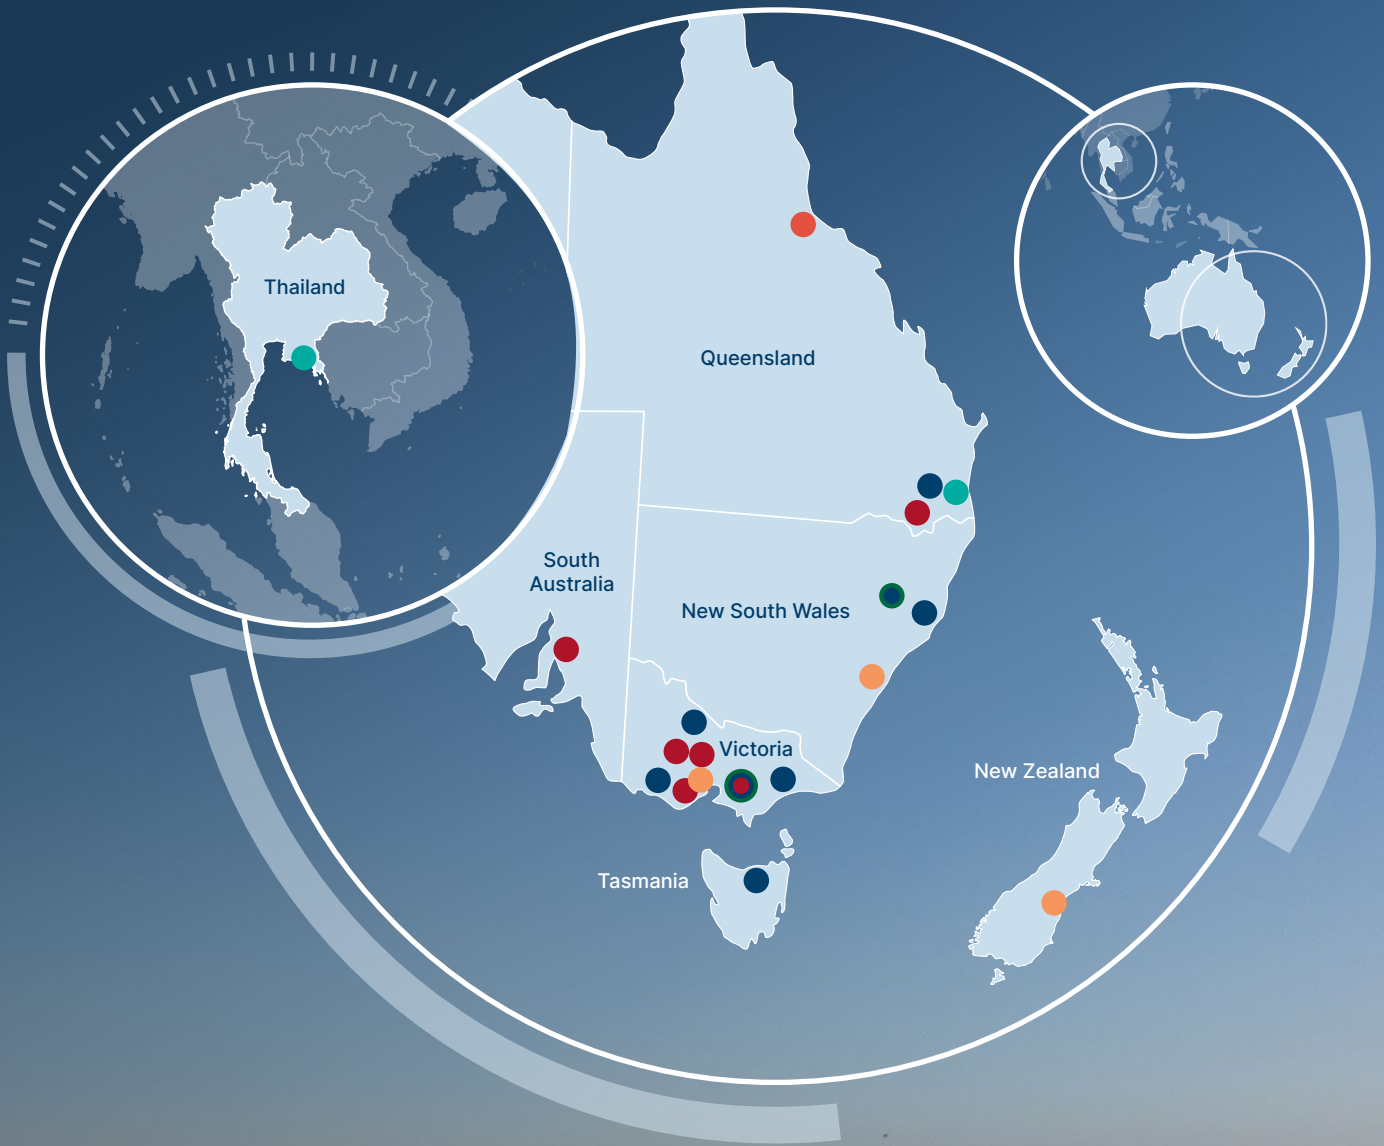 Thailand
Queensland
South
Australia
New South Wales
Victoria
New Zealand
Tasmania